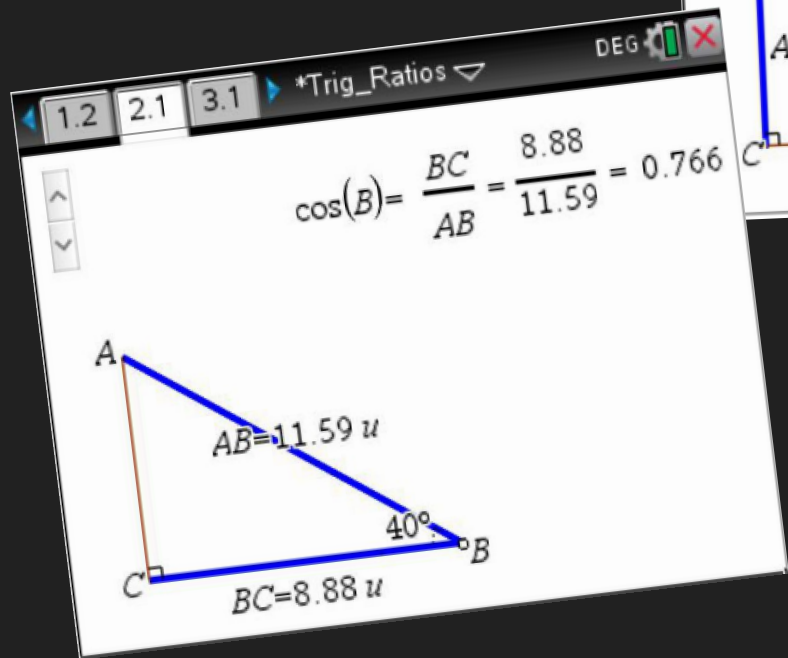 1.2 2.1 3.1 *Trig_Ratios DEG
cos(B)= BC/AB = 8.88/11.59 = 0.766
A
AB=11.59 u
40°
B
C
BC=8.88 u
A
C